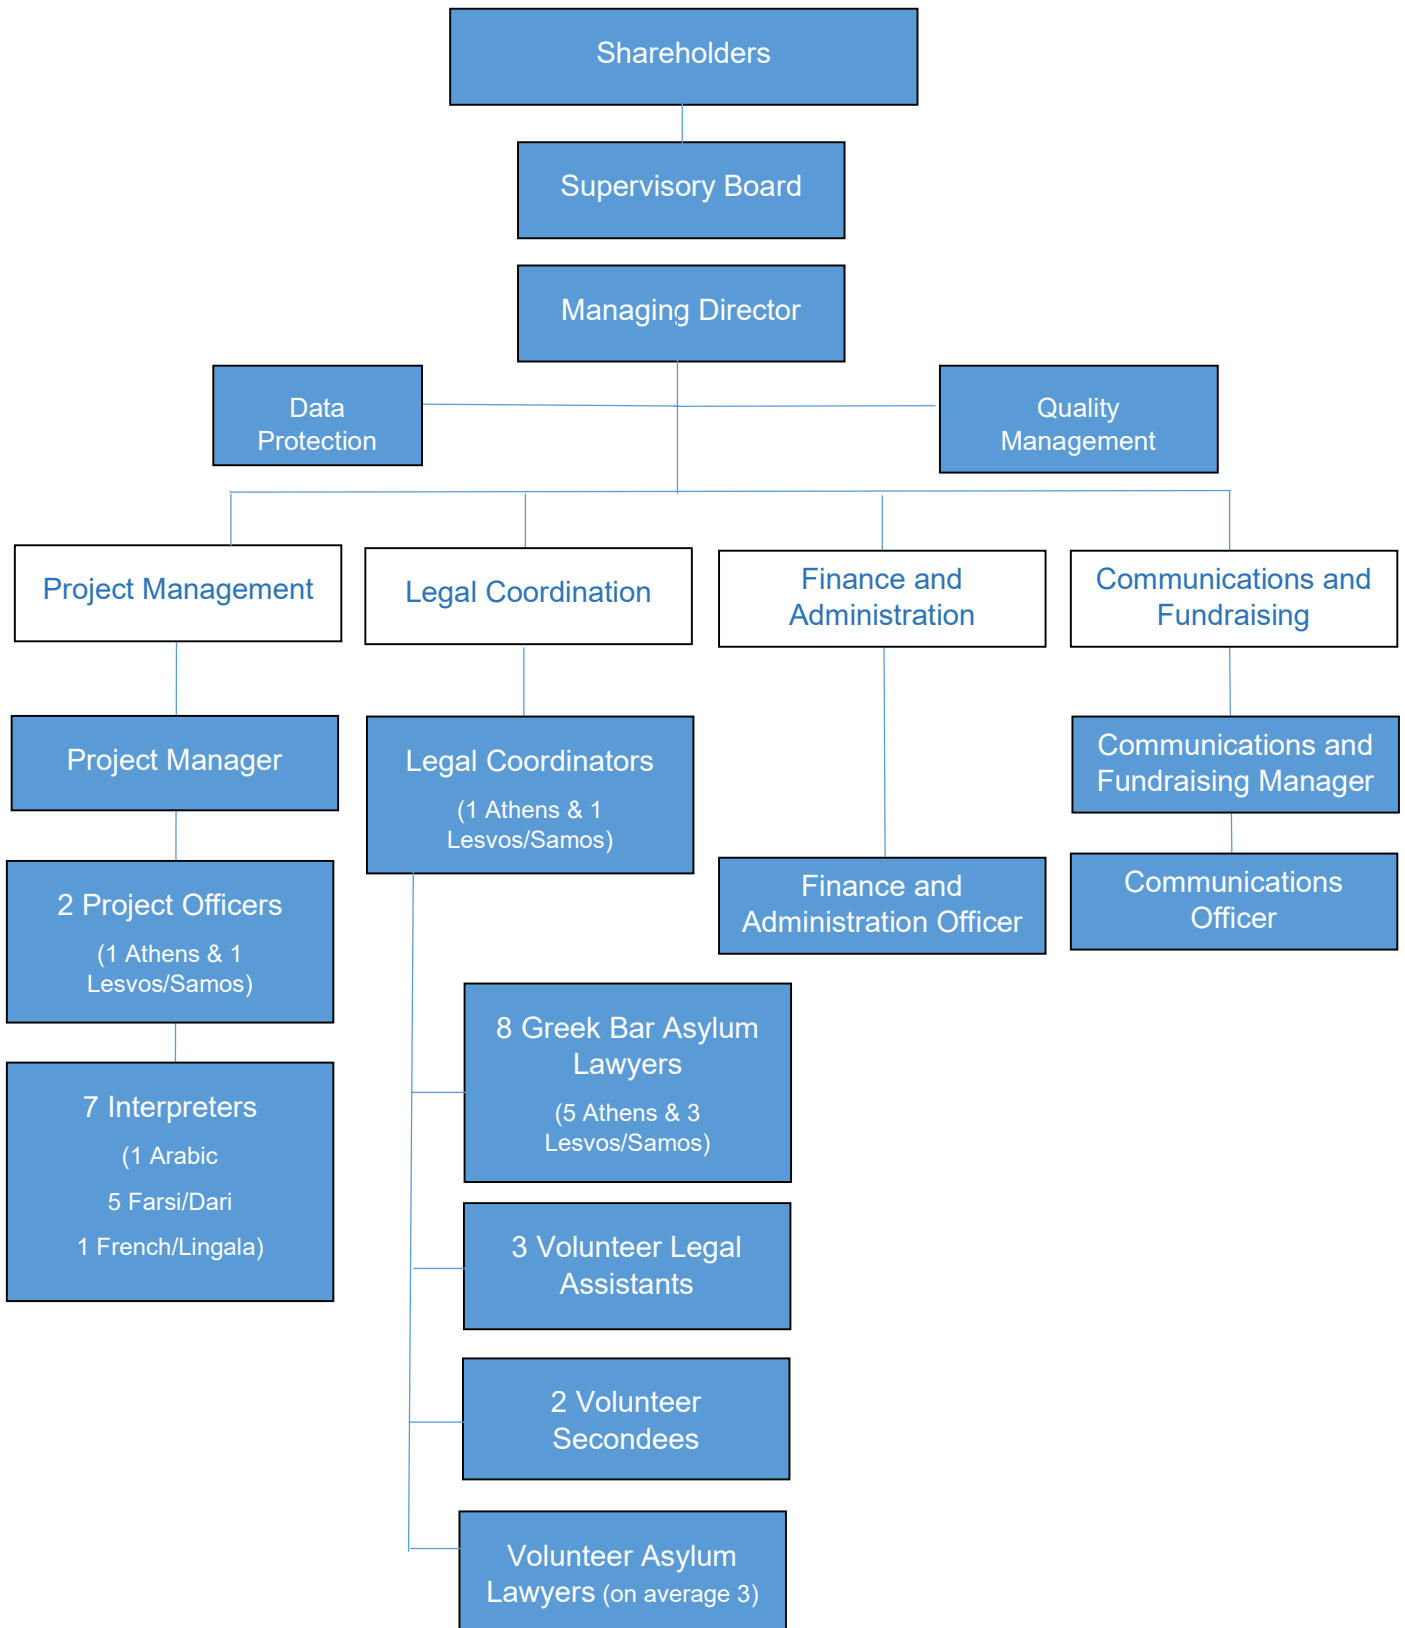 Shareholders
Supervisory Board
Managing Director
Data
Protection
Quality
Management
Project Management
Legal Coordination
Finance and
Administration
Communications and
Fundraising
Project Manager
2 Project Officers
(1 Athens & 1
Lesvos/Samos)
7 Interpreters
(1 Arabic
5 Farsi/Dari
1 French/Lingala)
Legal Coordinators
(1 Athens & 1
Lesvos/Samos)
8 Greek Bar Asylum
Lawyers
(5 Athens & 3
Lesvos/Samos)
3 Volunteer Legal
Assistants
2 Volunteer
Secondees
Volunteer Asylum
Lawyers (on average 3)
Finance and
Administration Officer
Communications and
Fundraising Manager
Communications
Officer